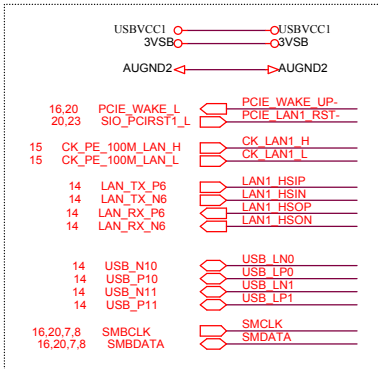 USBVCC1 USBVCC1
3VSB 3VSB
AUGND2 AUGND2
16,20 PCIE_WAKE_L PCIE_WAKE_UP-
20,23 SIO_PCIRST1_L PCIE_LAN1_RST-
15 CK_PE_100M_LAN_H CK_LAN1_H
15 CK_PE_100M_LAN_L CK_LAN1_L
14 LAN_TX_P6 LAN1_HSIP
14 LAN_TX_N6 LAN1_HSIN
14 LAN_RX_P6 LAN1_HSOP
14 LAN_RX_N6 LAN1_HSON
14 USB_N10 USB_LN0
14 USB_P10 USB_LP0
14 USB_N11 USB_LN1
14 USB_P11 USB_LP1
16,20,7,8 SMBCLK SMCLK
16,20,7,8 SMBDATA SMDATA